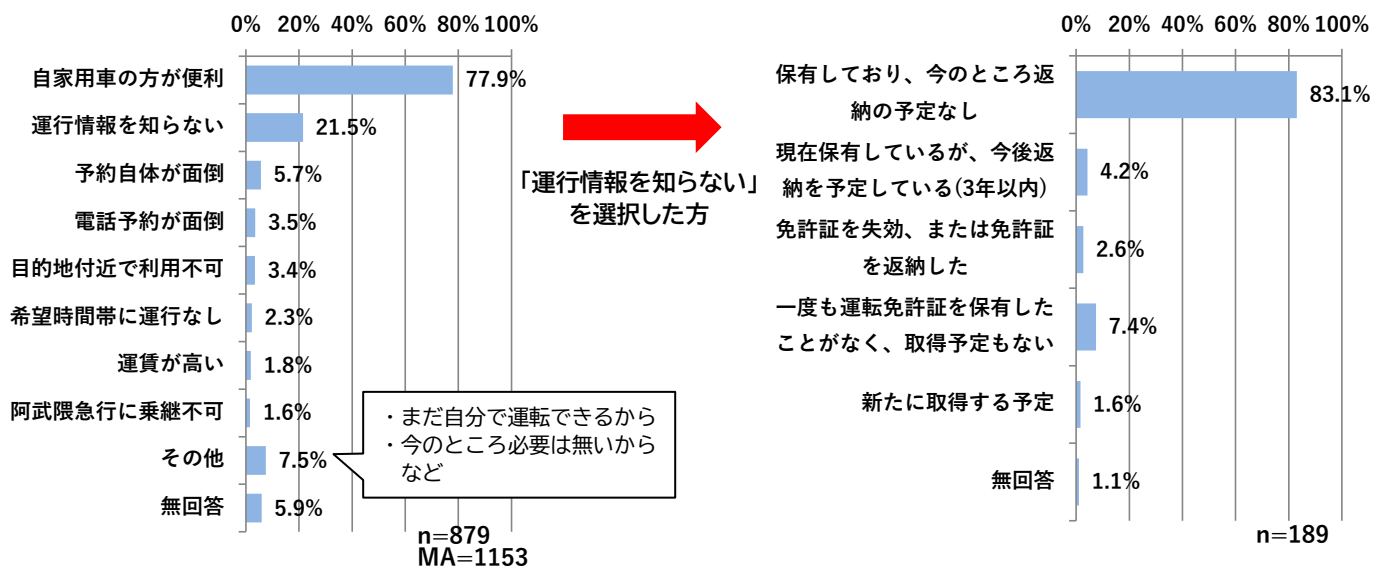 0% 20% 40% 60% 80% 100%
自家用車の方が便利 77.9%
運行情報を知らない 21.5%
予約自体が面倒 5.7%
電話予約が面倒 3.5%
目的地付近で利用不可 3.4%
希望時間帯に運行なし 2.3%
運賃が高い 1.8%
阿武隈急行に乗継不可 1.6%
その他 7.5%
無回答 5.9%
・まだ自分で運転できるから
・今のところ必要は無いから
など
n=879
MA=1153
「運行情報を知らない」
を選択した方
0% 20% 40% 60% 80% 100%
保有しており、今のところ返
納の予定なし
83.1%
現在保有しているが、今後返
納を予定している(3年以内)
4.2%
免許証を失効、または免許証
を返納した
2.6%
一度も運転免許証を保有した
ことがなく、取得予定もない
7.4%
新たに取得する予定 1.6%
無回答 1.1%
n=189